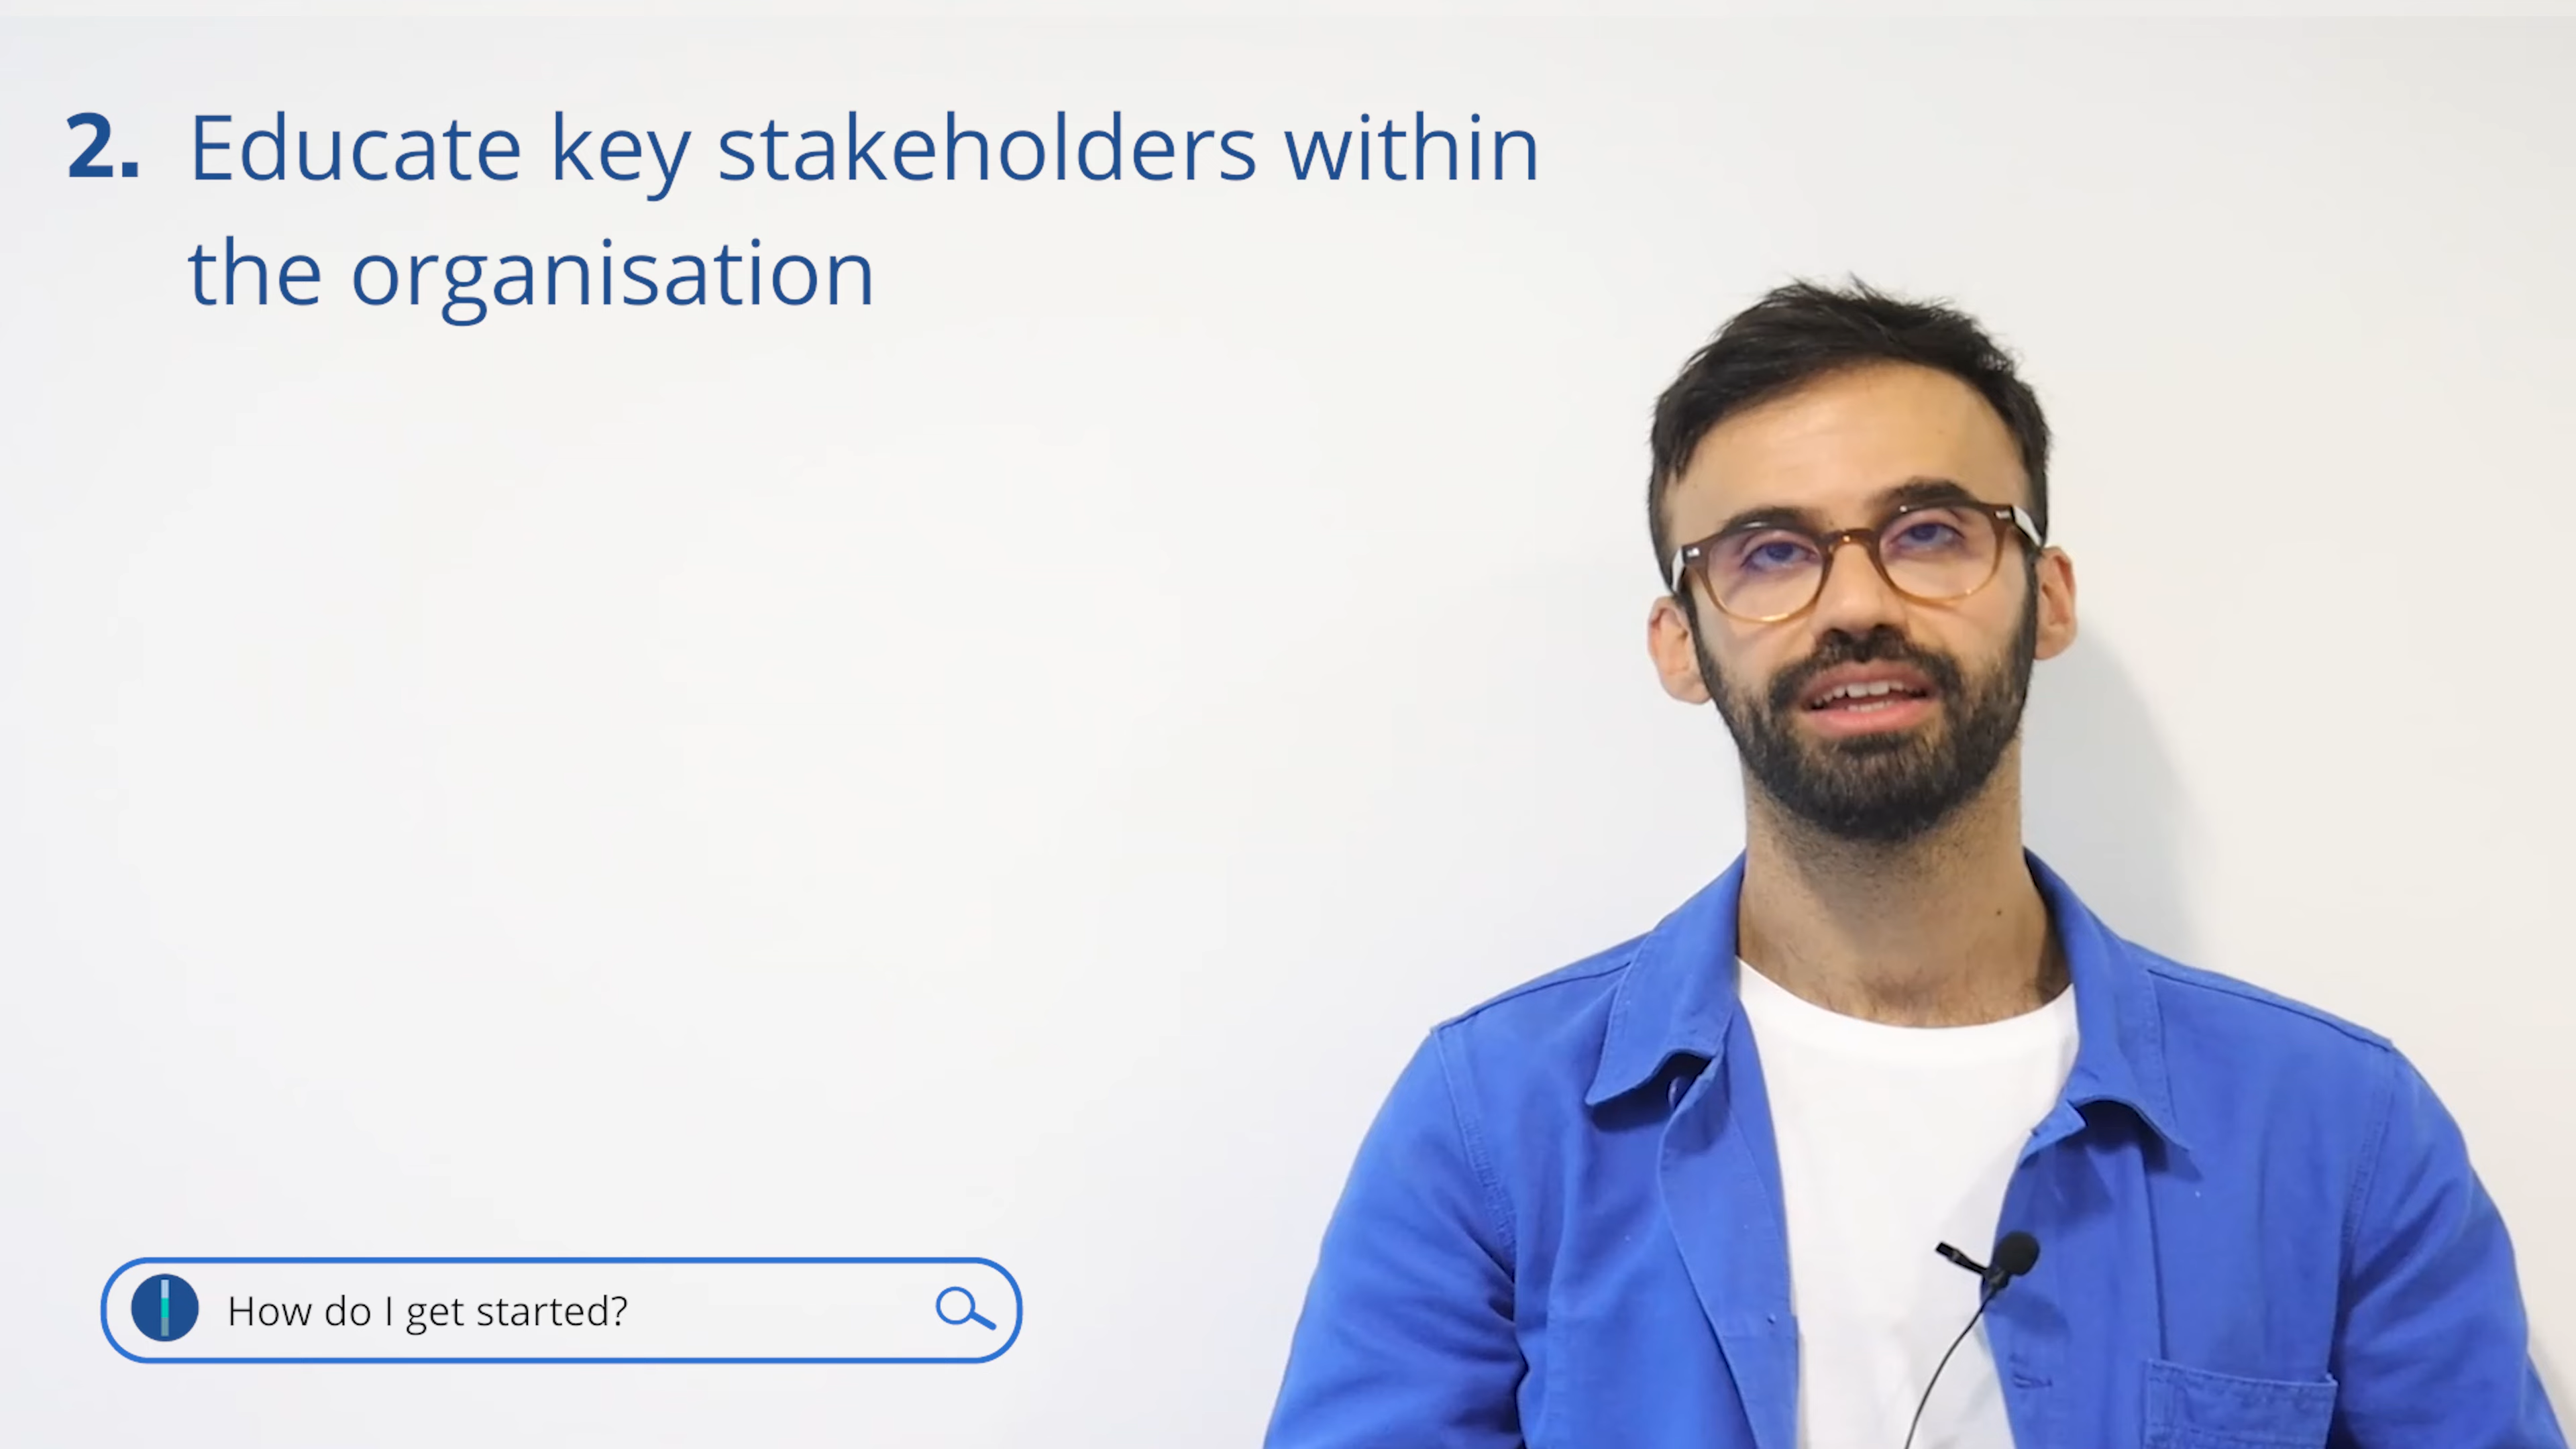 2. Educate key stakeholders within
the organisation
How do I get started?